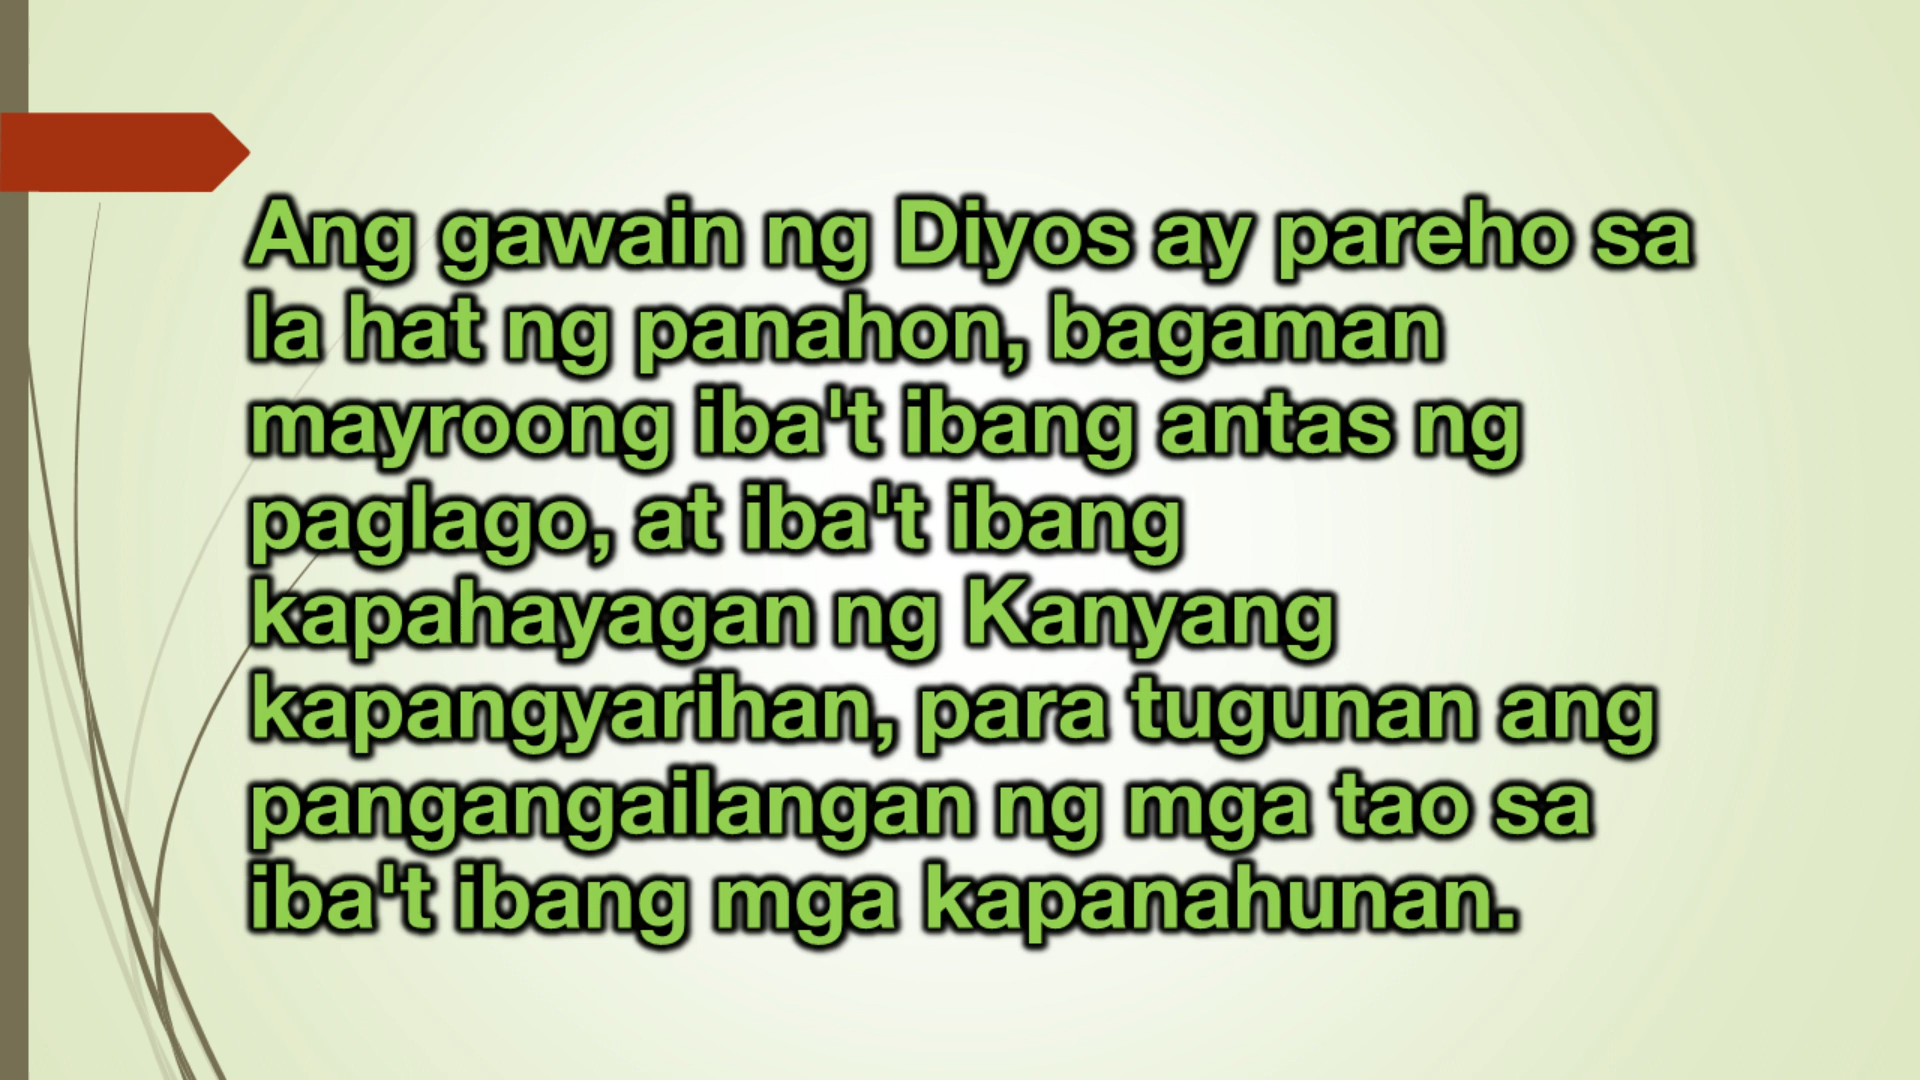 Ang gawain ng Diyos ay pareho sa
la hat ng panahon, bagaman
mayroong iba't ibang antas ng
paglago, at iba't ibang
kapahayagan ng Kanyang
kapangyarihan, para tugunan ang
pangangailangan ng mga tao sa
iba't ibang mga kapanahunan.